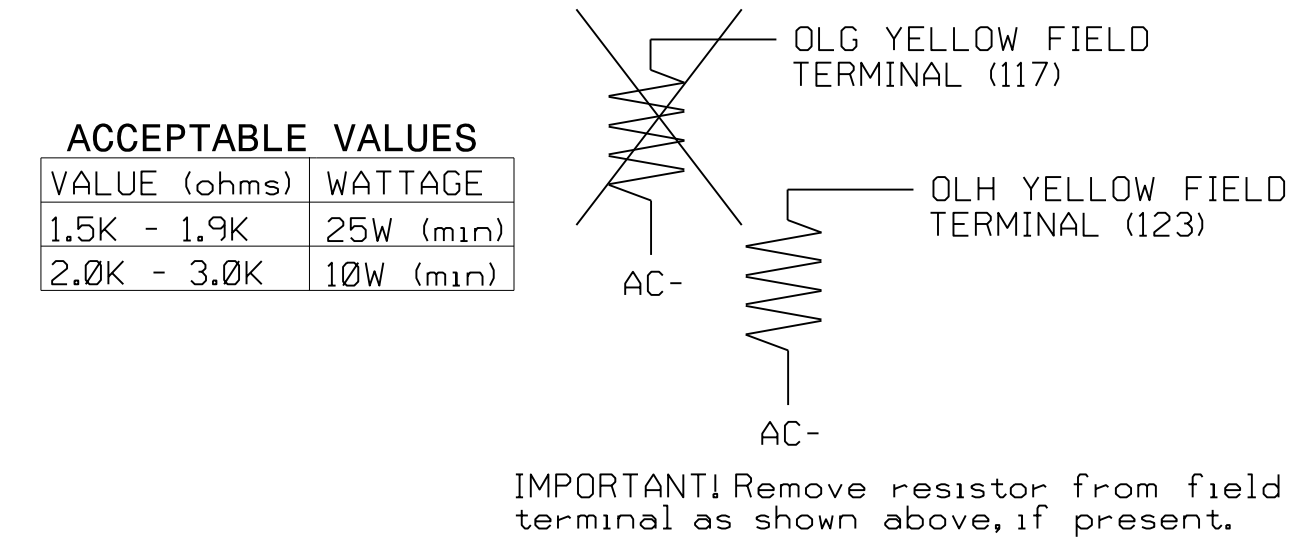 ACCEPTABLE VALUES
VALUE (ohms) WATTAGE
1.5K - 1.9K 25W (min)
2.0K - 3.0K 10W (min)
OLG YELLOW FIELD
TERMINAL (117)
AC-
OLH YELLOW FIELD
TERMINAL (123)
AC-
IMPORTANT! Remove resistor from field
terminal as shown above, if present.